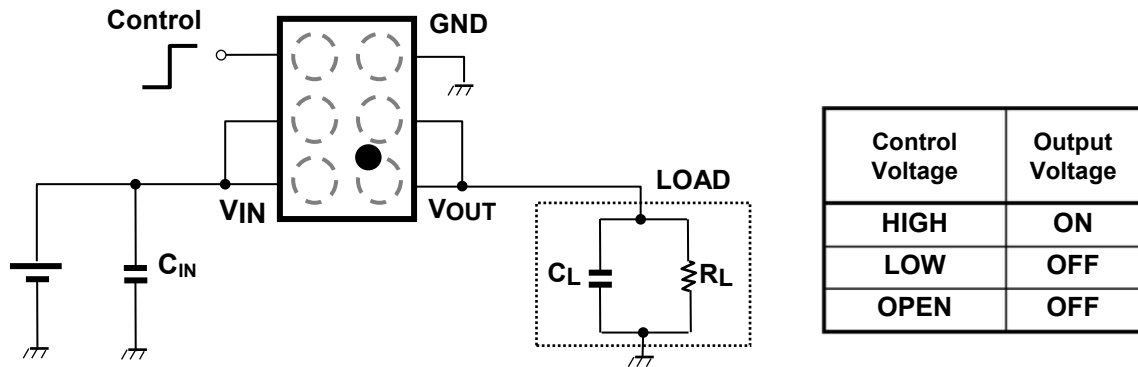 Control
GND
VIN
VOUT
LOAD
CIN
CL
RL
Control Voltage
Output Voltage
HIGH
ON
LOW
OFF
OPEN
OFF